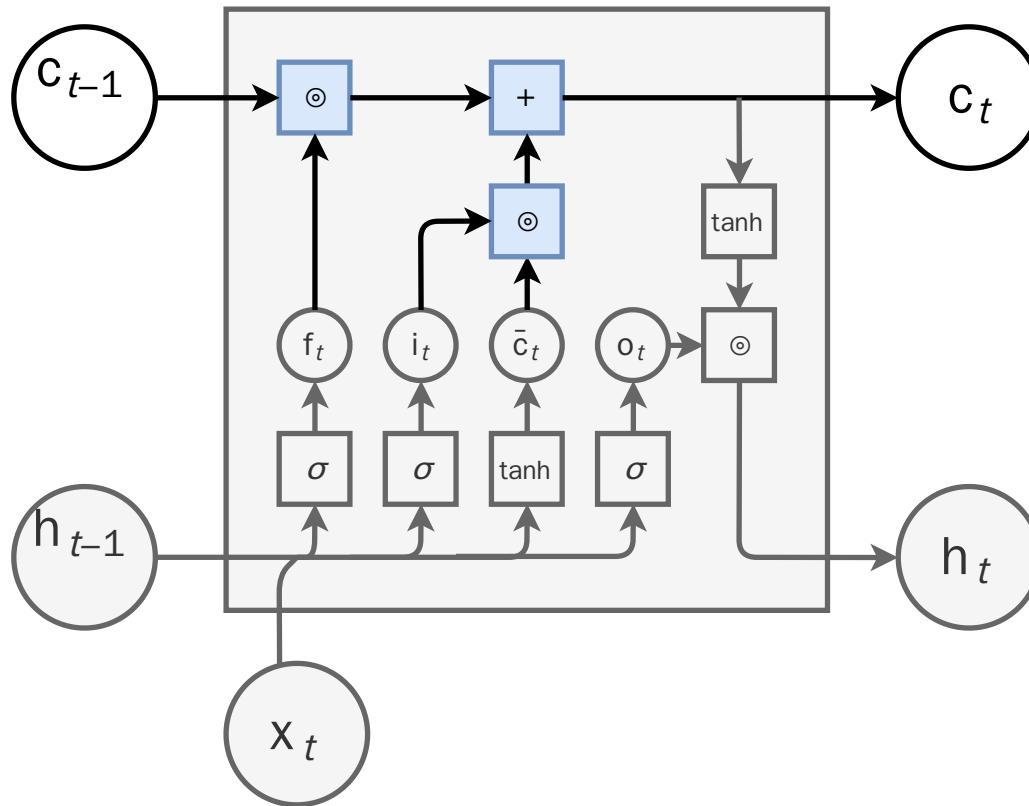 c t−1 ⊚ + c t
⊚ tanh
f t i t c̄ t o t ⊚
σ σ tanh σ
h t−1 h t
x t